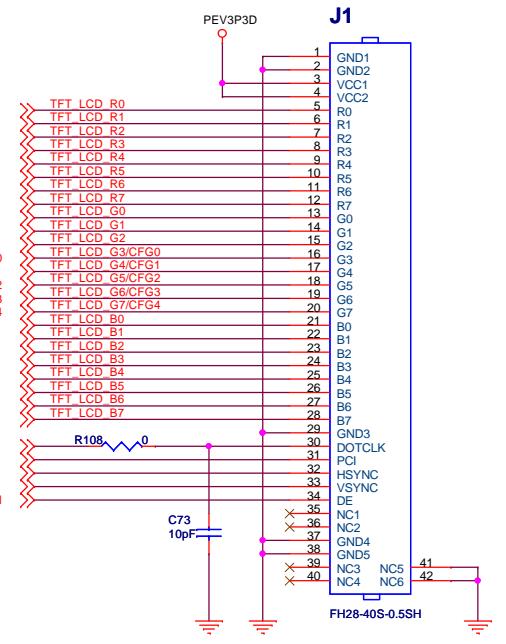 PEV3P3D
J1
1 GND1
2 GND2
3 VCC1
4 VCC2
TFT_LCD_R0 5 R0
TFT_LCD_R1 6 R1
TFT_LCD_R2 7 R2
TFT_LCD_R3 8 R3
TFT_LCD_R4 9 R4
TFT_LCD_R5 10 R5
TFT_LCD_R6 11 R6
TFT_LCD_R7 12 R7
TFT_LCD_G0 13 G0
TFT_LCD_G1 14 G1
TFT_LCD_G2 15 G2
TFT_LCD_G3/CFG0 16 G3
TFT_LCD_G4/CFG1 17 G4
TFT_LCD_G5/CFG2 18 G5
TFT_LCD_G6/CFG3 19 G6
TFT_LCD_G7/CFG4 20 G7
TFT_LCD_B0 21 B0
TFT_LCD_B1 22 B1
TFT_LCD_B2 23 B2
TFT_LCD_B3 24 B3
TFT_LCD_B4 25 B4
TFT_LCD_B5 26 B5
TFT_LCD_B6 27 B6
TFT_LCD_B7 28 B7
29 GND3
R108 0 30 DOTCLK
31 PCI
32 HSYNC
33 VSYNC
34 DE
35 NC1
36 NC2
C73
10pF
37 GND4
38 GND5
39 NC3 NC5 41
40 NC4 NC6 42
FH28-40S-0.5SH